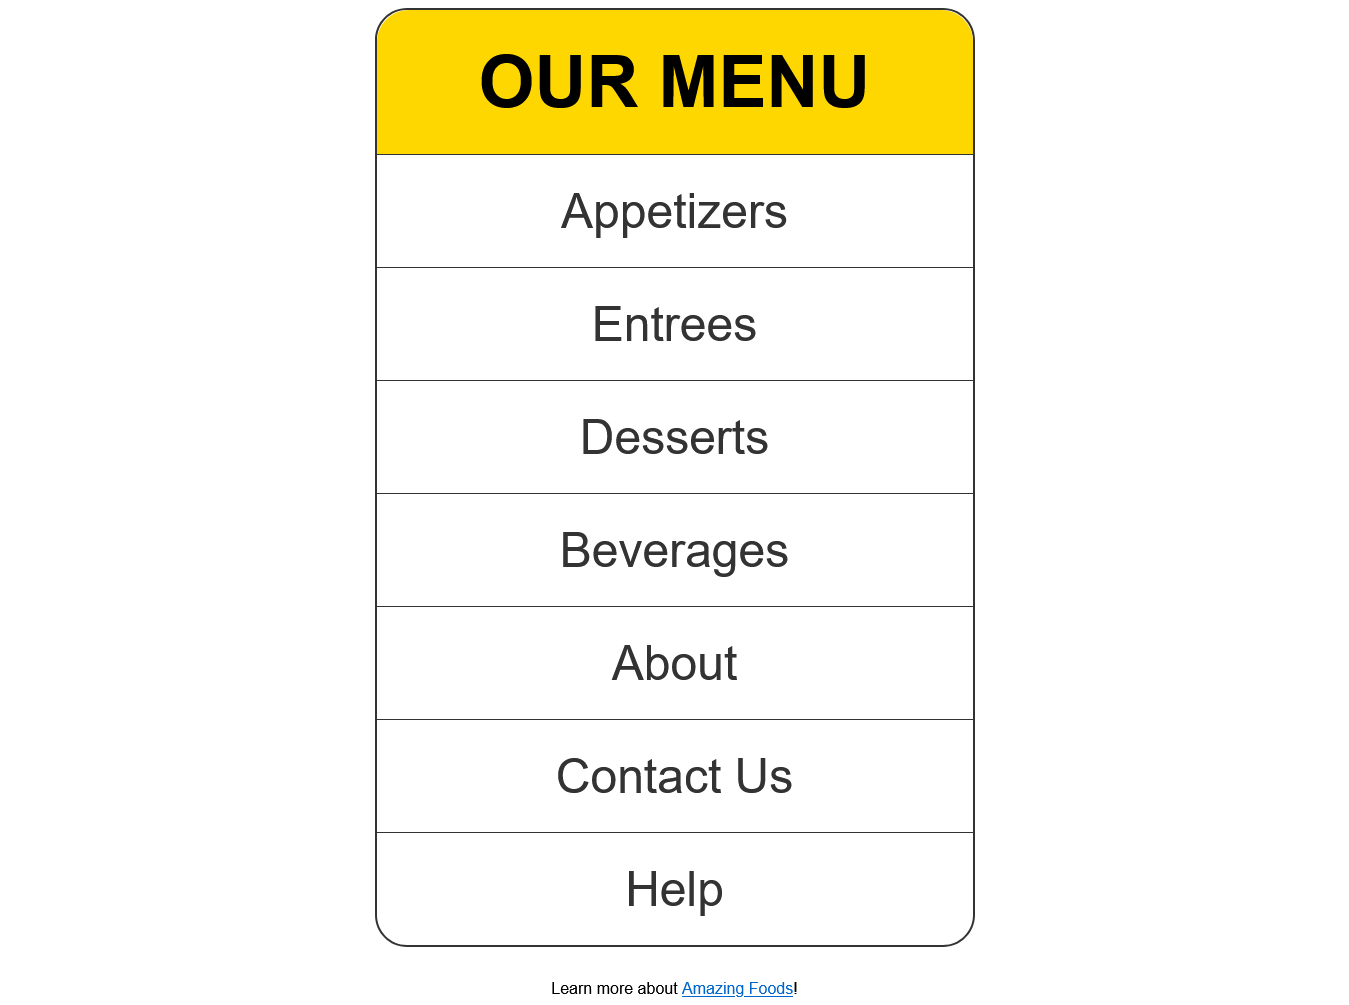 OUR MENU
Appetizers
Entrees
Desserts
Beverages
About
Contact Us
Help
Learn more about Amazing Foods!